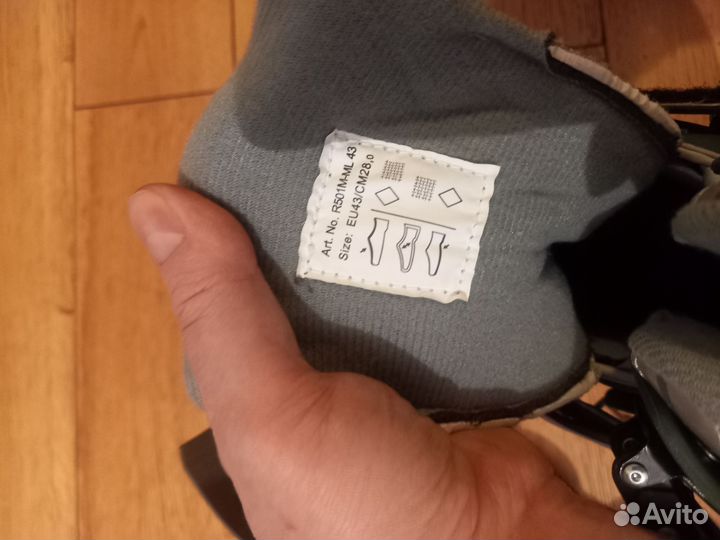 Art. No. R501M-ML 43
Size: EU43/CM28,0
Avito